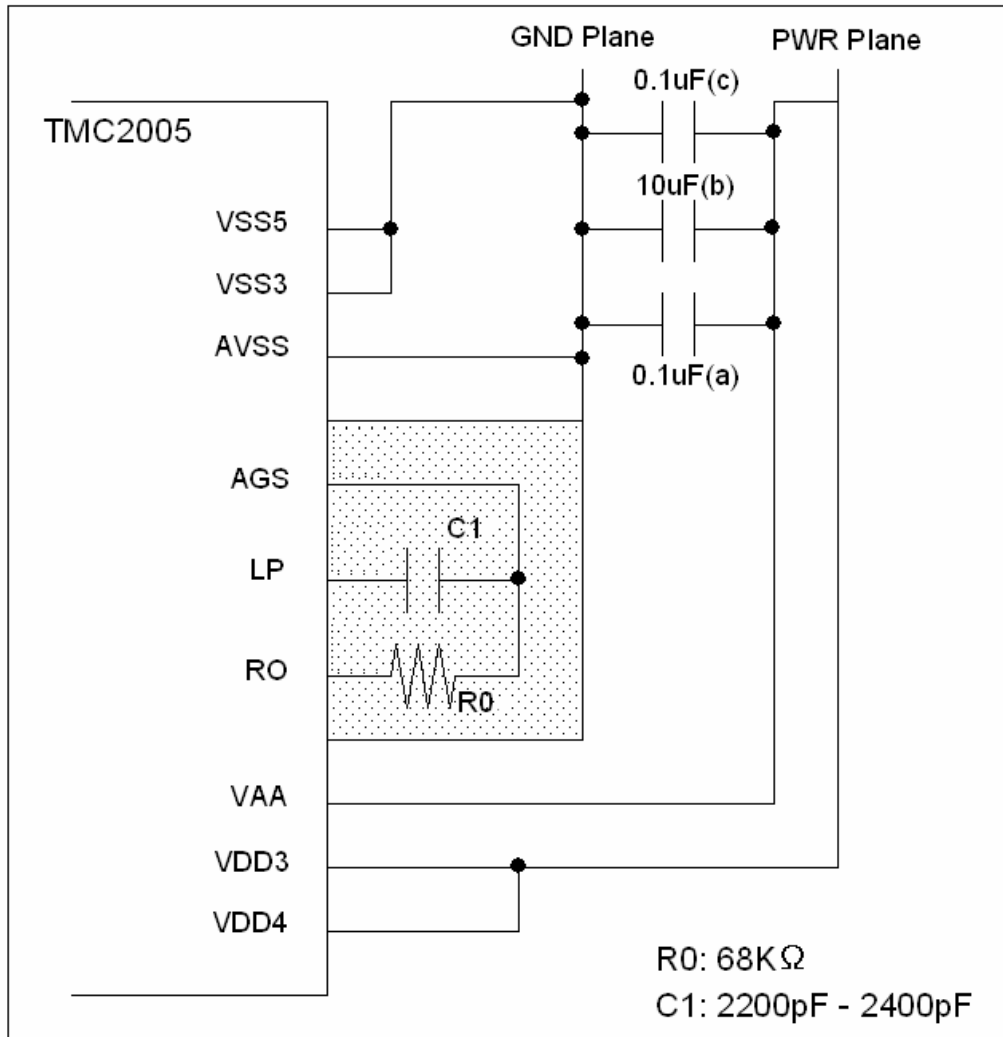 GND Plane
PWR Plane
0.1uF(c)
TMC2005
10uF(b)
VSS5
VSS3
AVSS
0.1uF(a)
AGS
C1
LP
RO
R0
VAA
VDD3
VDD4
R0: 68KΩ
C1: 2200pF - 2400pF